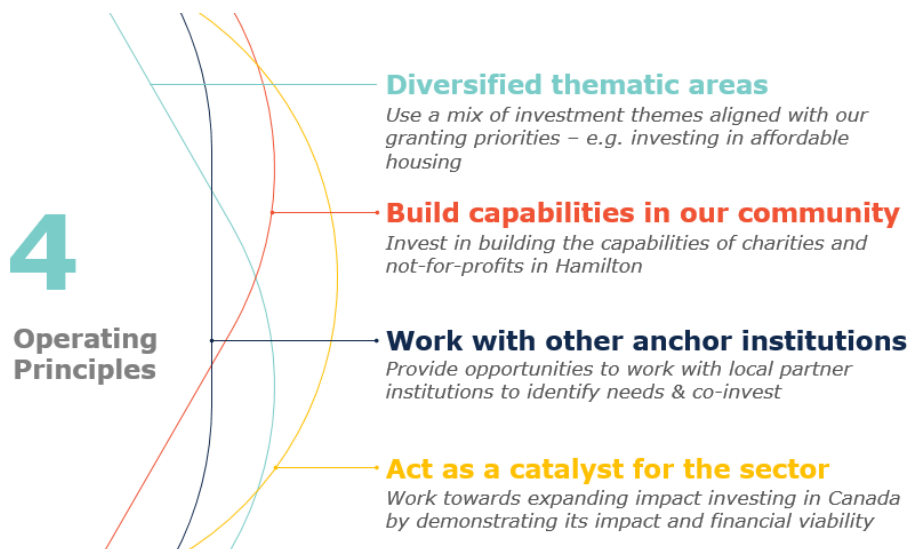 4
Operating
Principles
Diversified thematic areas
Use a mix of investment themes aligned with our
granting priorities – e.g. investing in affordable
housing
Build capabilities in our community
Invest in building the capabilities of charities and
not-for-profits in Hamilton
Work with other anchor institutions
Provide opportunities to work with local partner
institutions to identify needs & co-invest
Act as a catalyst for the sector
Work towards expanding impact investing in Canada
by demonstrating its impact and financial viability